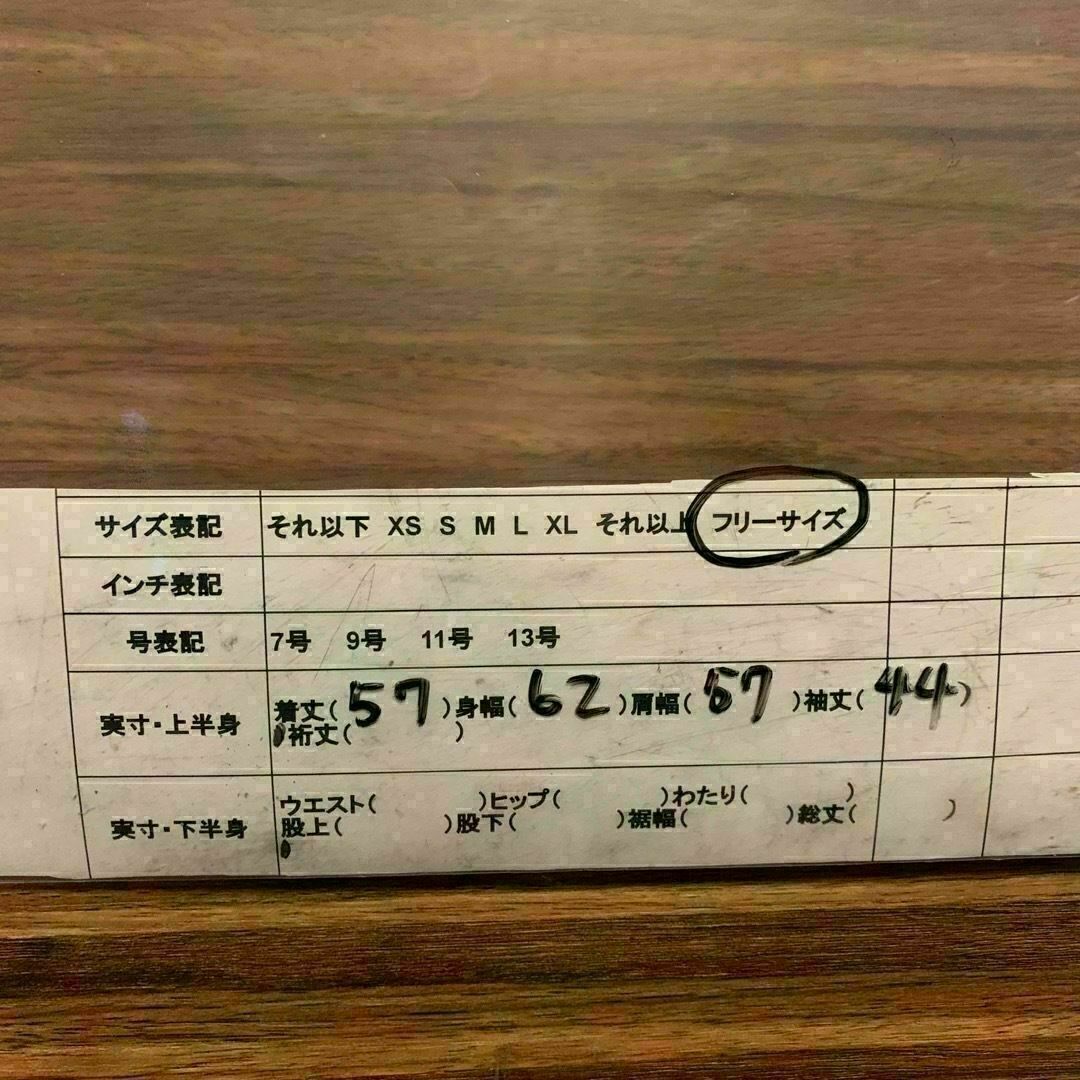 サイズ表記 それ以下 XS S M L XL それ以上 フリーサイズ
インチ表記
号表記 7号 9号 11号 13号
実寸・上半身 着丈(57)身幅(62)肩幅(57)袖丈(44)
裄丈( )
実寸・下半身 ウエスト( )ヒップ( )わたり( )
股上( )股下( )裾幅( )総丈( )